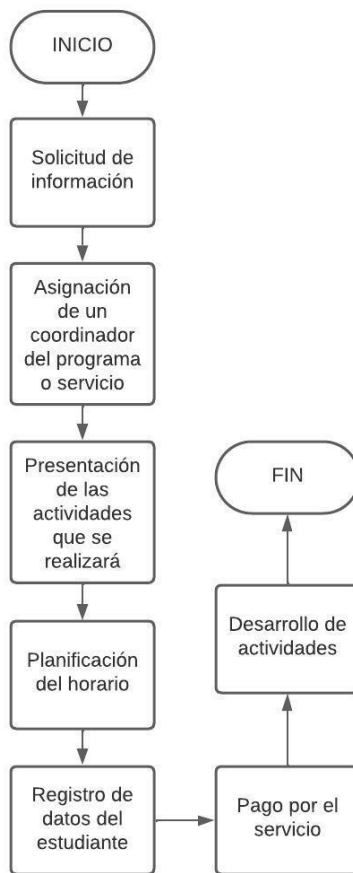 INICIO
Solicitud de
información
Asignación
de un
coordinador
del programa
o servicio
Presentación
de las
actividades
que se
realizará
Planificación
del horario
Registro de
datos del
estudiante
Pago por el
servicio
Desarrollo de
actividades
FIN